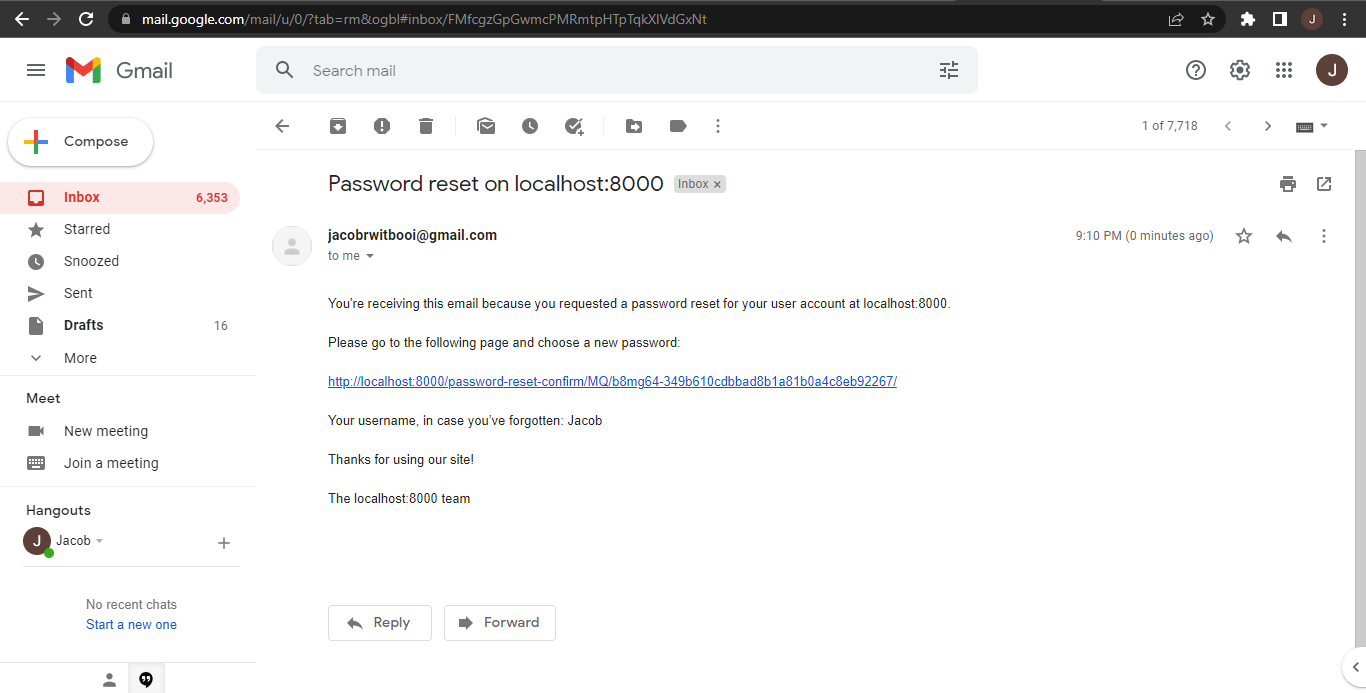 mail.google.com/mail/u/0/?tab=rm&ogbl#inbox/FMfcgzGpGwmcPMRmtpHTpTqkXlVdGxNt
J
Gmail
Search mail
J
Compose
1 of 7,718
Inbox 6,353
Starred
Snoozed
Sent
Drafts 16
More
Meet
New meeting
Join a meeting
Hangouts
J Jacob
No recent chats
Start a new one
Password reset on localhost:8000 Inbox x
jacobrwitbooi@gmail.com 9:10 PM (0 minutes ago)
to me
You're receiving this email because you requested a password reset for your user account at localhost:8000.
Please go to the following page and choose a new password:
http://localhost:8000/password-reset-confirm/MQ/b8mg64-349b610cdbbad8b1a81b0a4c8eb92267/
Your username, in case you've forgotten: Jacob
Thanks for using our site!
The localhost:8000 team
Reply Forward